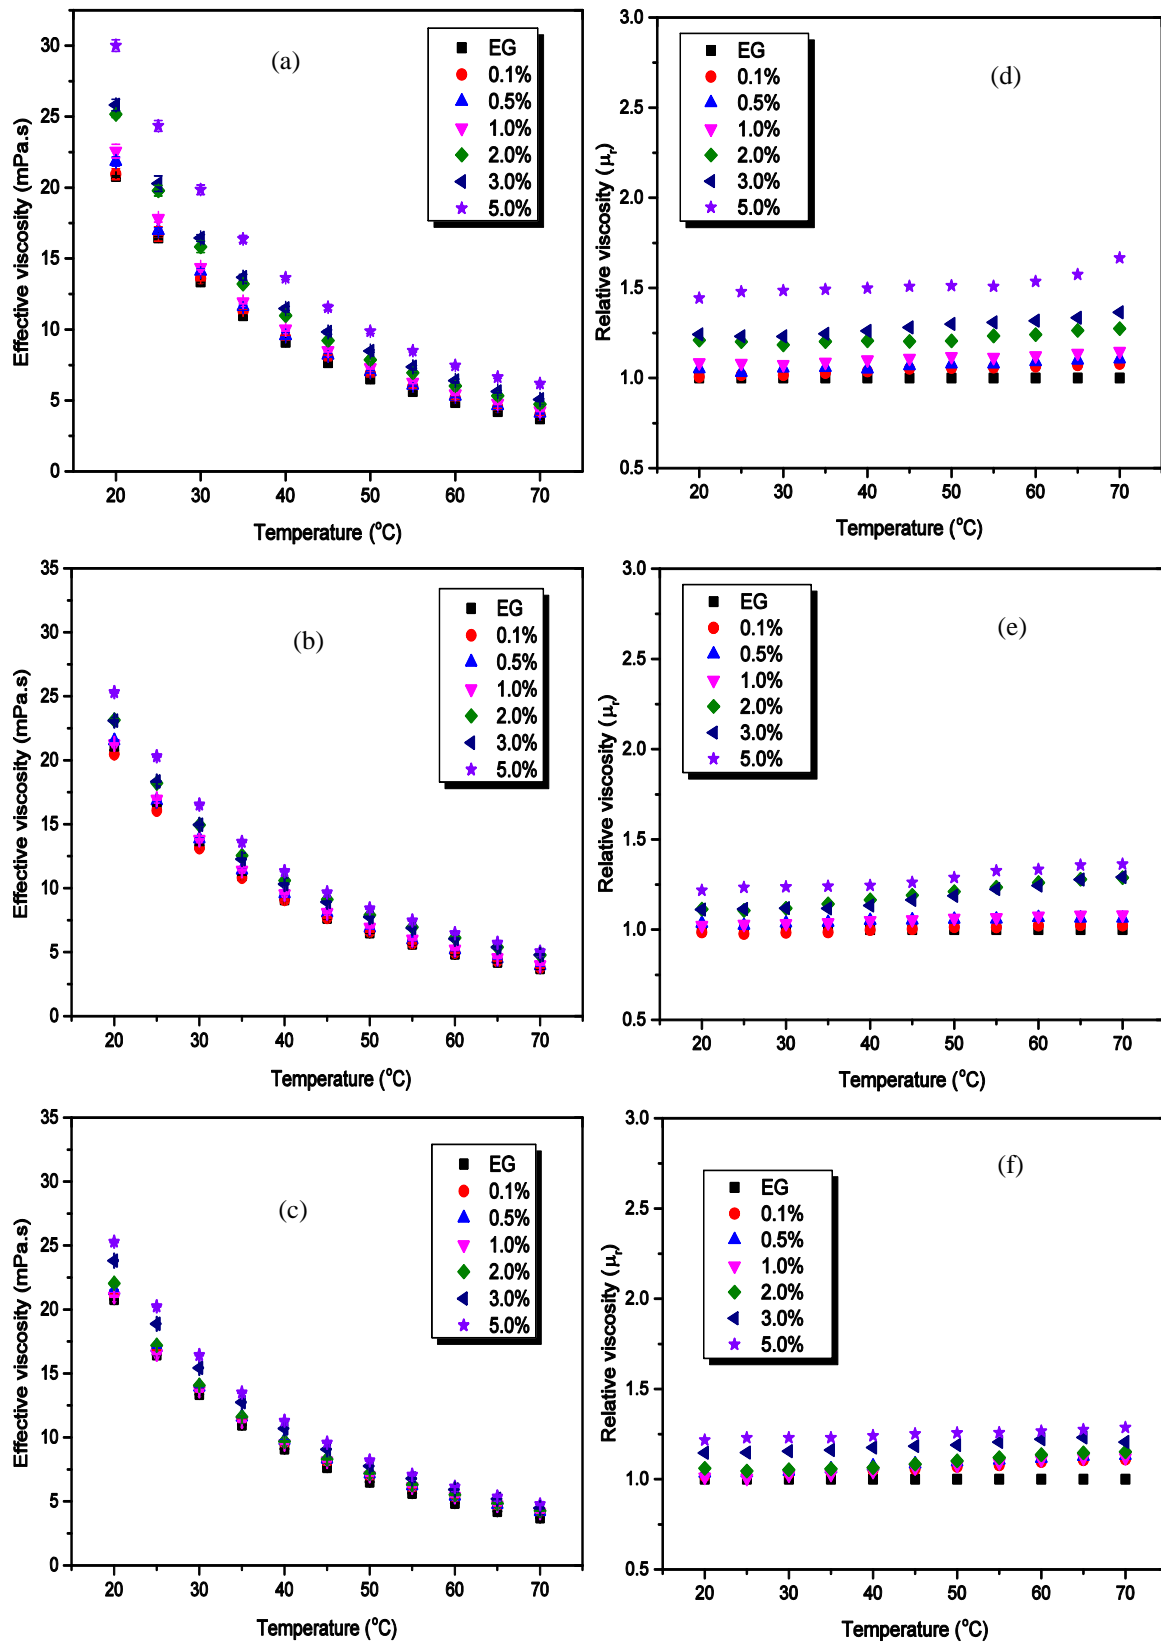 (a)
EG
0.1%
0.5%
1.0%
2.0%
3.0%
5.0%
Effective viscosity (mPa.s)
30
25
20
15
10
5
0
20 30 40 50 60 70
Temperature (°C)
(d)
EG
0.1%
0.5%
1.0%
2.0%
3.0%
5.0%
Relative viscosity (μr)
3.0
2.5
2.0
1.5
1.0
0.5
20 30 40 50 60 70
Temperature (°C)
(b)
EG
0.1%
0.5%
1.0%
2.0%
3.0%
5.0%
Effective viscosity (mPa.s)
35
30
25
20
15
10
5
0
20 30 40 50 60 70
Temperature (°C)
(e)
EG
0.1%
0.5%
1.0%
2.0%
3.0%
5.0%
Relative viscosity (μr)
3.0
2.5
2.0
1.5
1.0
0.5
20 30 40 50 60 70
Temperature (°C)
(c)
EG
0.1%
0.5%
1.0%
2.0%
3.0%
5.0%
Effective viscosity (mPa.s)
35
30
25
20
15
10
5
0
20 30 40 50 60 70
Temperature (°C)
(f)
EG
0.1%
0.5%
1.0%
2.0%
3.0%
5.0%
Relative viscosity (μr)
3.0
2.5
2.0
1.5
1.0
0.5
20 30 40 50 60 70
Temperature (°C)